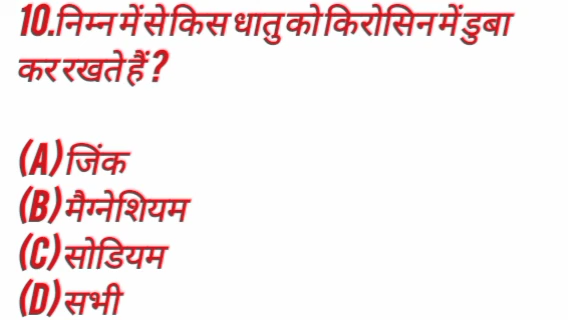 10.निम्न में से किस धातु को किरोसिन में डुबा
कर रखते हैं ?
(A) जिंक
(B) मैग्नेशियम
(C) सोडियम
(D) सभी